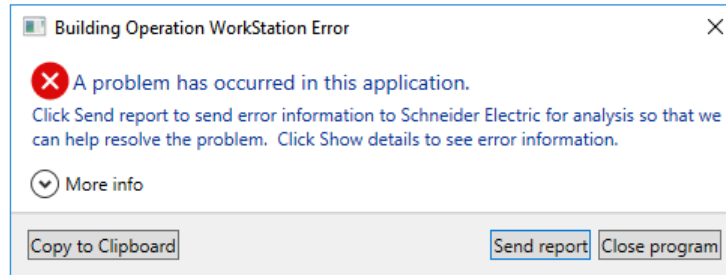 Building Operation WorkStation Error
A problem has occurred in this application.
Click Send report to send error information to Schneider Electric for analysis so that we
can help resolve the problem.  Click Show details to see error information.
More info
Copy to Clipboard
Send report
Close program